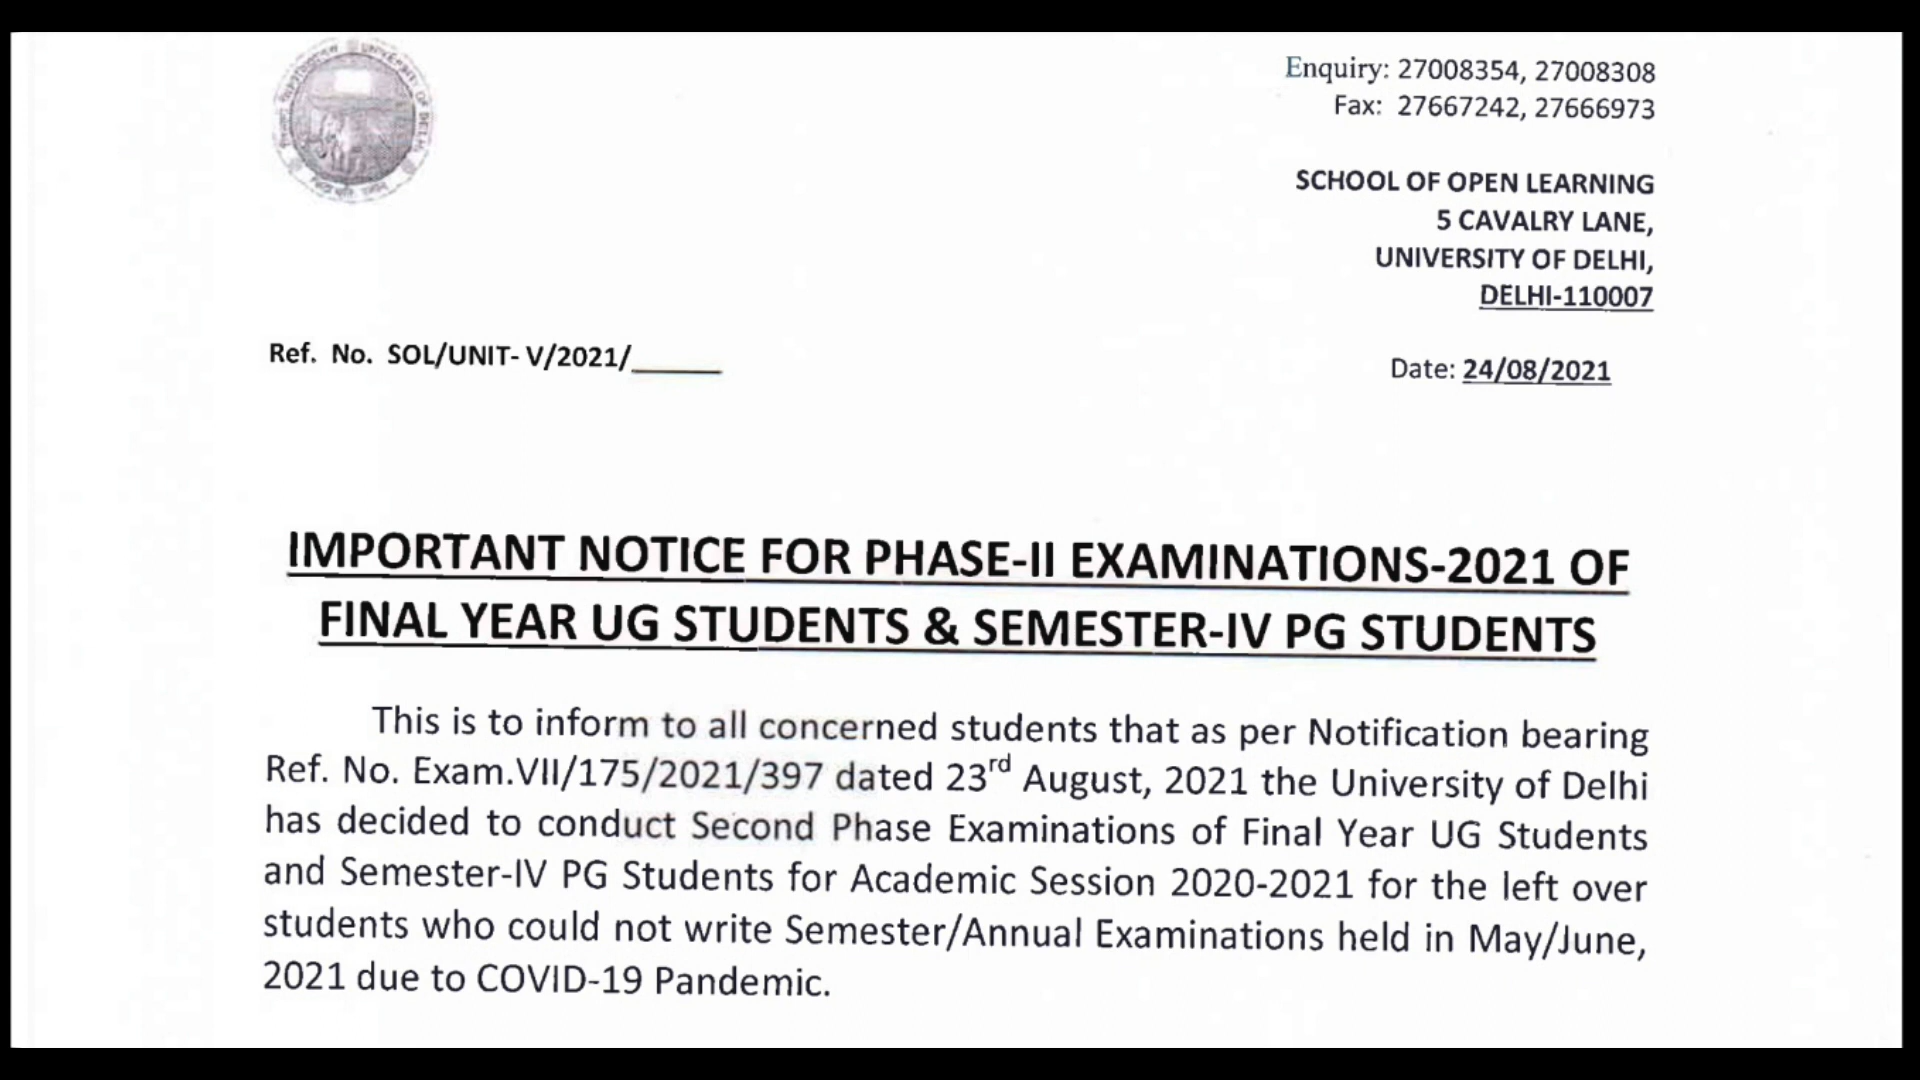 UNIVERSITY OF DELHI
Enquiry: 27008354, 27008308
Fax: 27667242, 27666973
SCHOOL OF OPEN LEARNING
5 CAVALRY LANE,
UNIVERSITY OF DELHI,
DELHI-110007
Ref. No. SOL/UNIT- V/2021/______
Date: 24/08/2021
IMPORTANT NOTICE FOR PHASE-II EXAMINATIONS-2021 OF
FINAL YEAR UG STUDENTS & SEMESTER-IV PG STUDENTS
This is to inform to all concerned students that as per Notification bearing
Ref. No. Exam.VII/175/2021/397 dated 23rd August, 2021 the University of Delhi
has decided to conduct Second Phase Examinations of Final Year UG Students
and Semester-IV PG Students for Academic Session 2020-2021 for the left over
students who could not write Semester/Annual Examinations held in May/June,
2021 due to COVID-19 Pandemic.